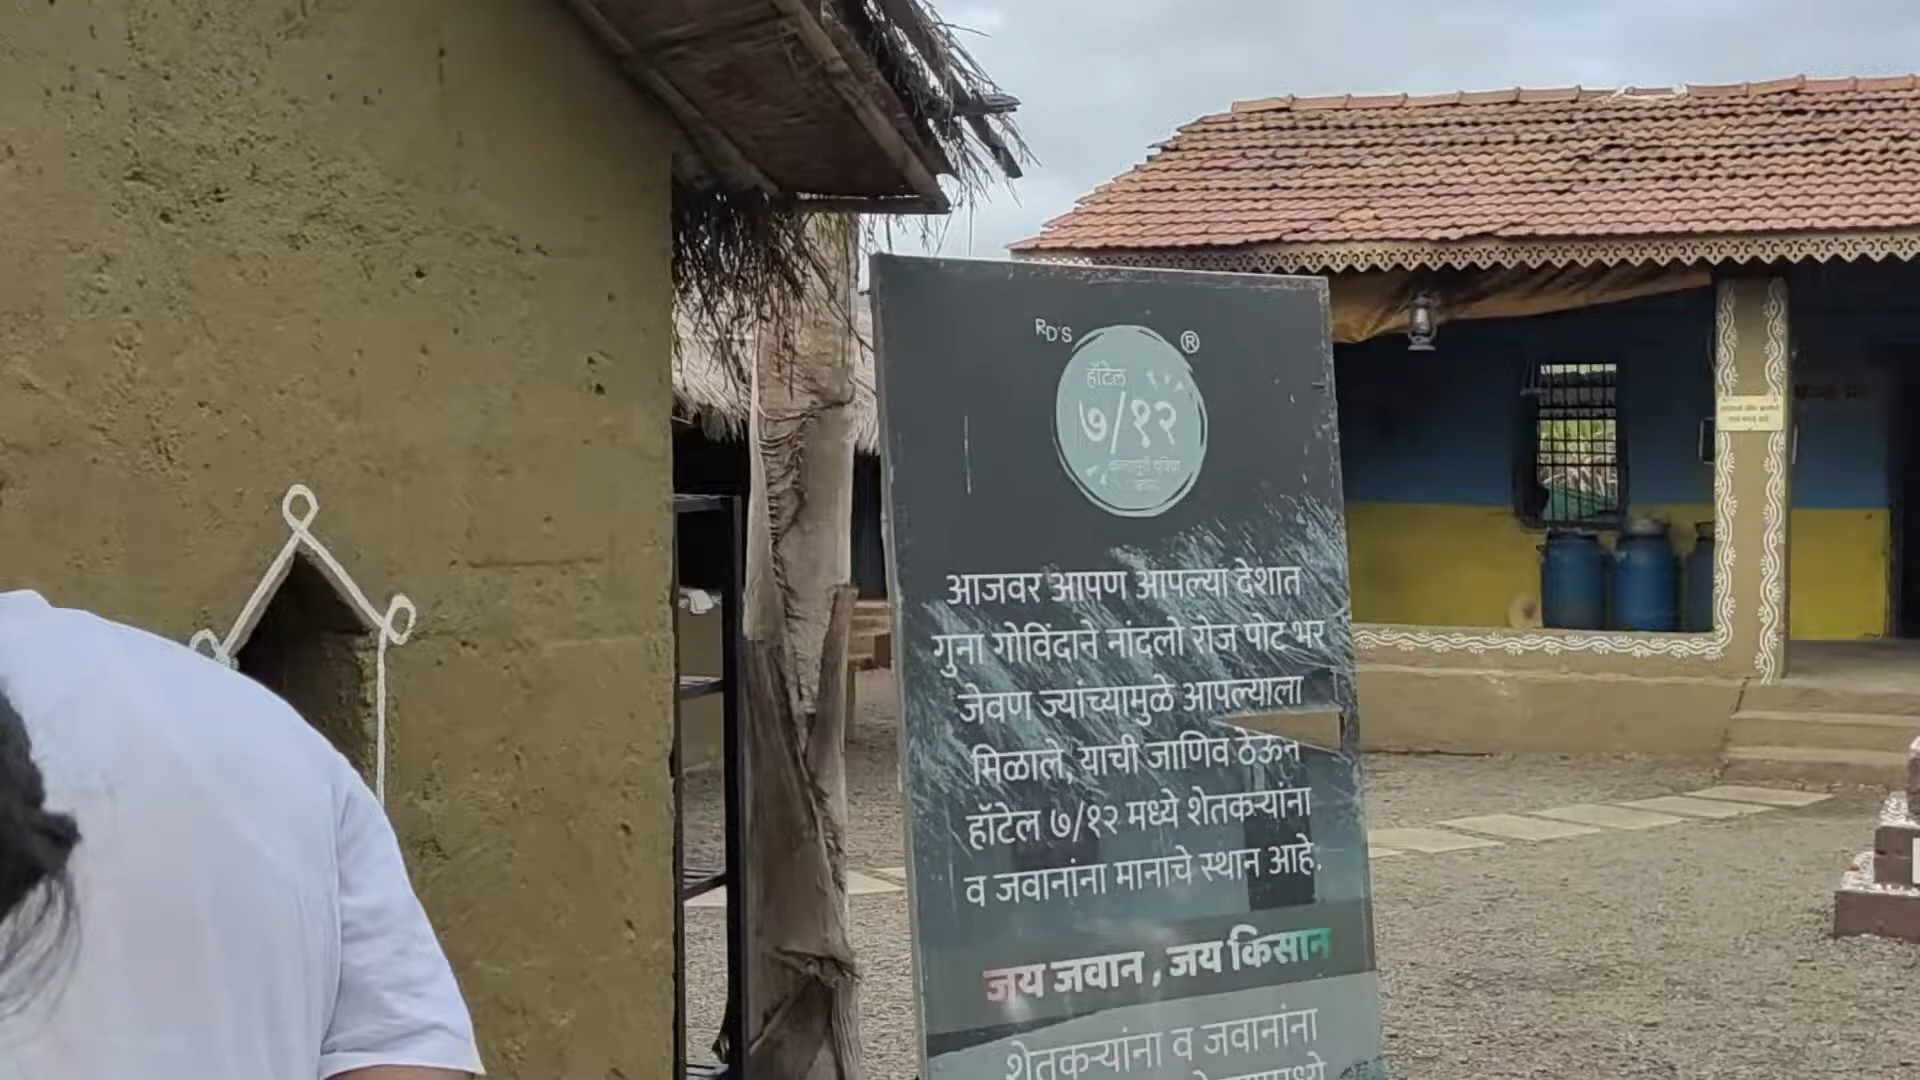 RD'S
®
हॉटेल
७/१२
आजवर आपण आपल्या देशात
गुना गोविंदाने नांदलो रोज पोट भर
जेवण ज्यांच्यामुळे आपल्याला
मिळाले, याची जाणिव ठेऊन
हॉटेल ७/१२ मध्ये शेतकऱ्यांना
व जवानांना मानाचे स्थान आहे.
जय जवान , जय किसान
शेतकऱ्यांना व जवानांना